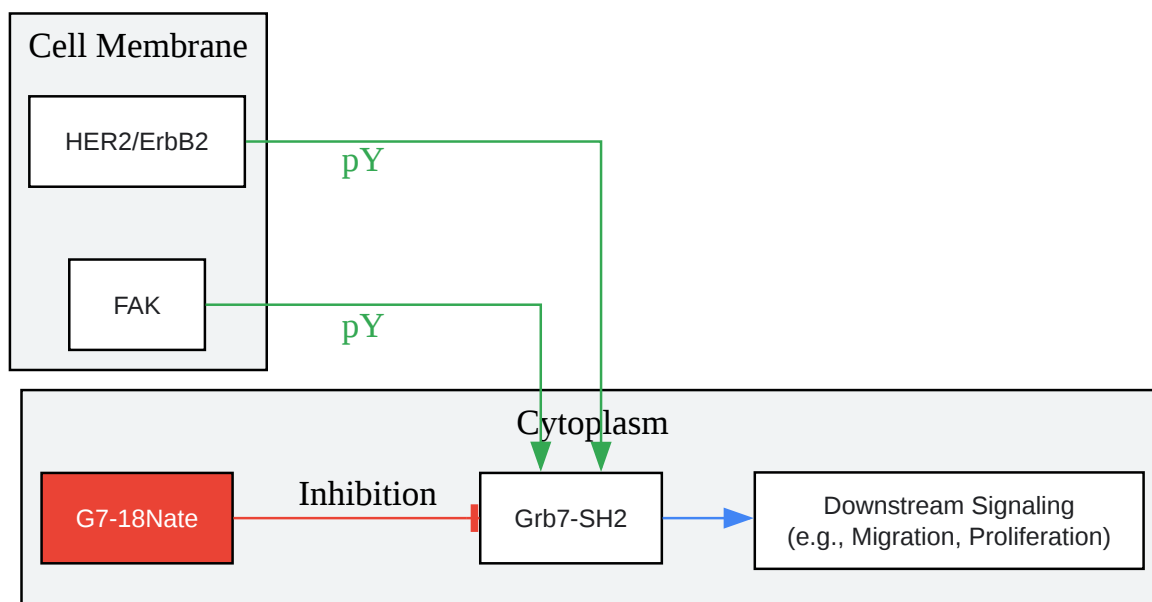 Cell Membrane
HER2/ErbB2
pY
FAK
pY
Cytoplasm
G7-18Nate
Inhibition
Grb7-SH2
Downstream Signaling
(e.g., Migration, Proliferation)